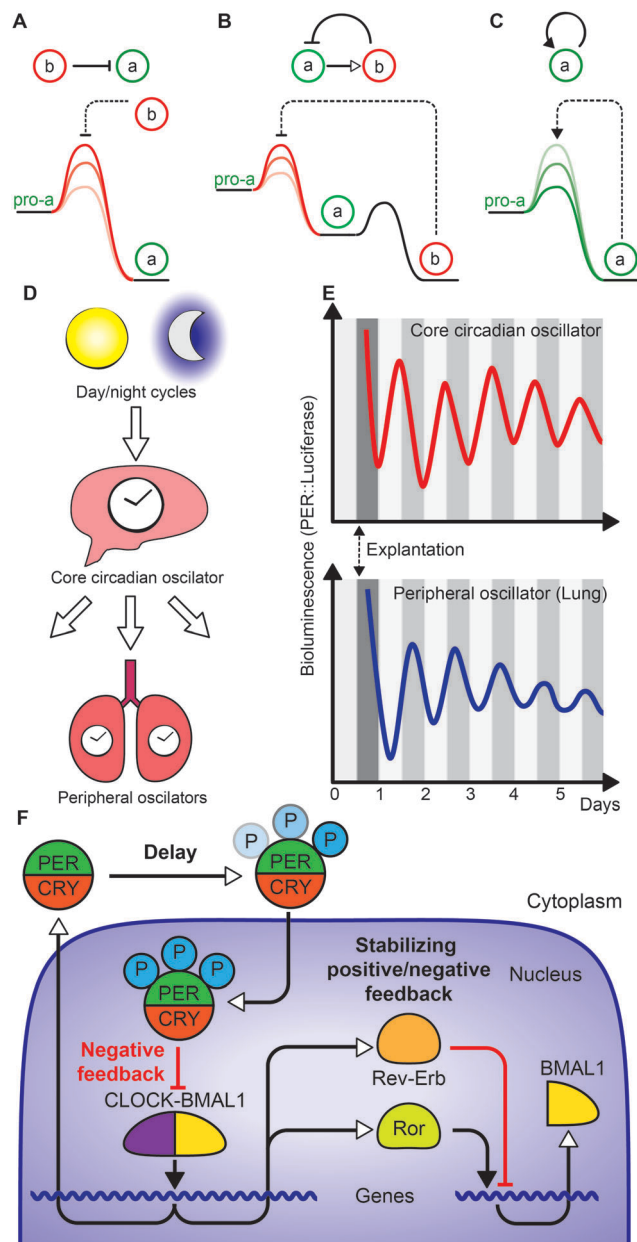 A
B
C
b
a
a
b
a
b
pro-a
a
pro-a
a
b
pro-a
a
D
E
Day/night cycles
Core circadian oscilator
Peripheral oscilators
Bioluminescence (PER::Luciferase)
Core circadian oscillator
Explantation
Peripheral oscillator (Lung)
0
1
2
3
4
5
Days
F
PER
CRY
Delay
P
P
P
PER
CRY
Cytoplasm
Nucleus
P
P
P
PER
CRY
Stabilizing
positive/negative
feedback
Negative
feedback
CLOCK-BMAL1
Rev-Erb
BMAL1
Ror
Genes